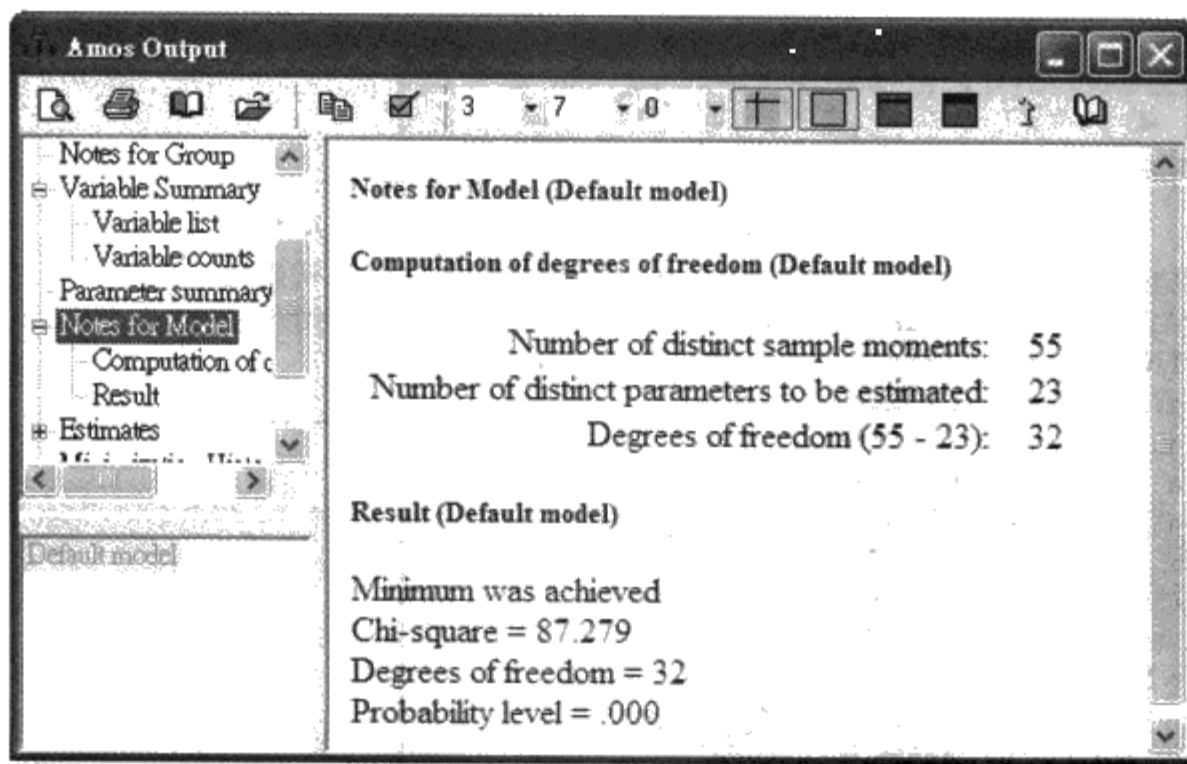 Amos Output
3 7 0
Notes for Group
Variable Summary
Variable list
Variable counts
Parameter summary
Notes for Model
Computation of c
Result
Estimates
Default model
Notes for Model (Default model)
Computation of degrees of freedom (Default model)
Number of distinct sample moments: 55
Number of distinct parameters to be estimated: 23
Degrees of freedom (55 - 23): 32
Result (Default model)
Minimum was achieved
Chi-square = 87.279
Degrees of freedom = 32
Probability level = .000